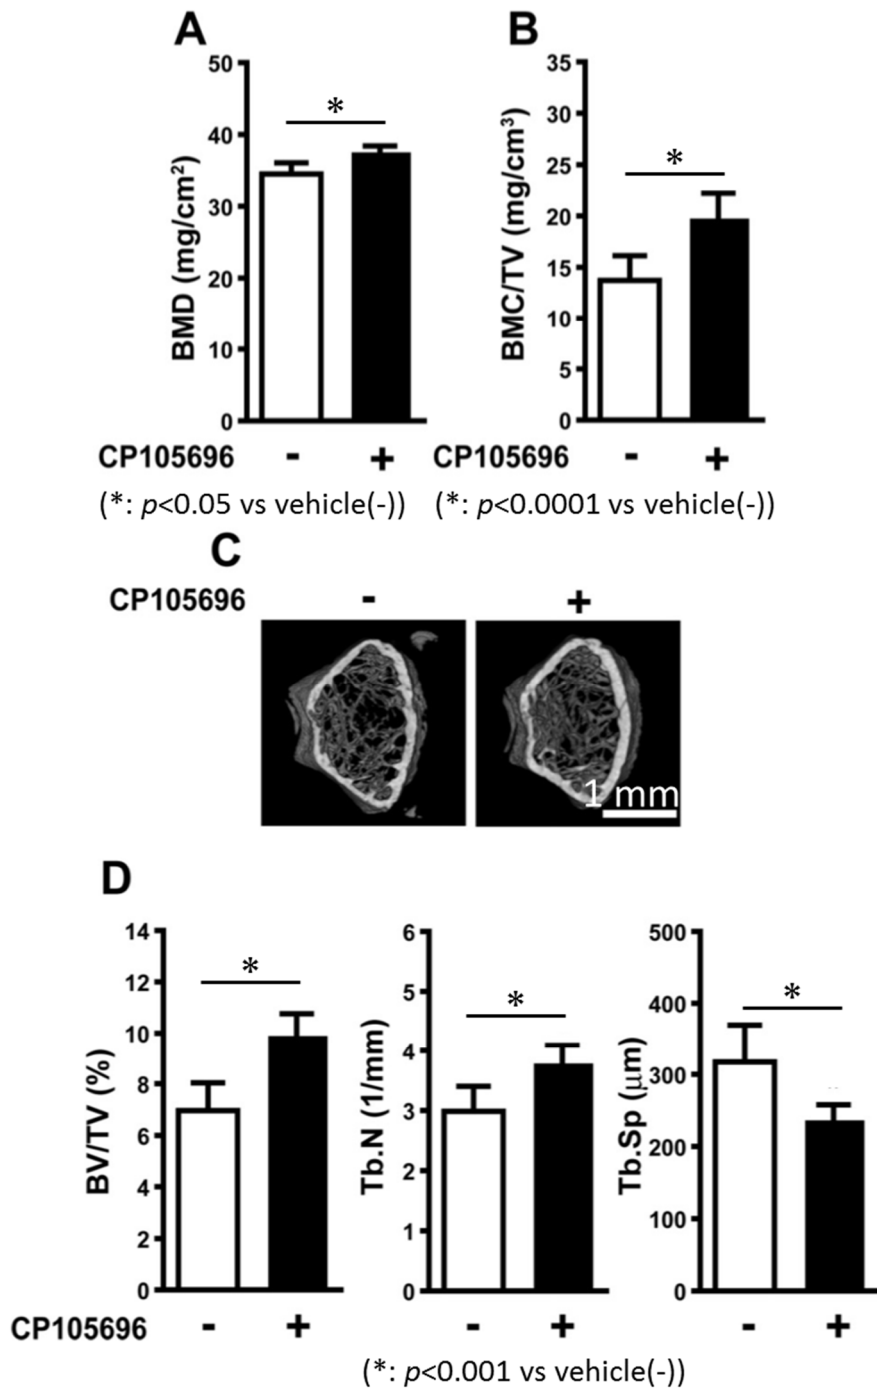 A
B
50
40
30
20
10
0
BMD (mg/cm²)
*
35
30
25
20
15
10
5
0
BMC/TV (mg/cm³)
*
CP105696 - +
CP105696 - +
(*: p<0.05 vs vehicle(-))
(*: p<0.0001 vs vehicle(-))
C
CP105696 - +
1 mm
D
14
12
10
8
6
4
2
0
BV/TV (%)
*
6
5
4
3
2
1
0
Tb.N (1/mm)
*
500
400
300
200
100
0
Tb.Sp (μm)
*
CP105696 - + - + - +
(*: p<0.001 vs vehicle(-))